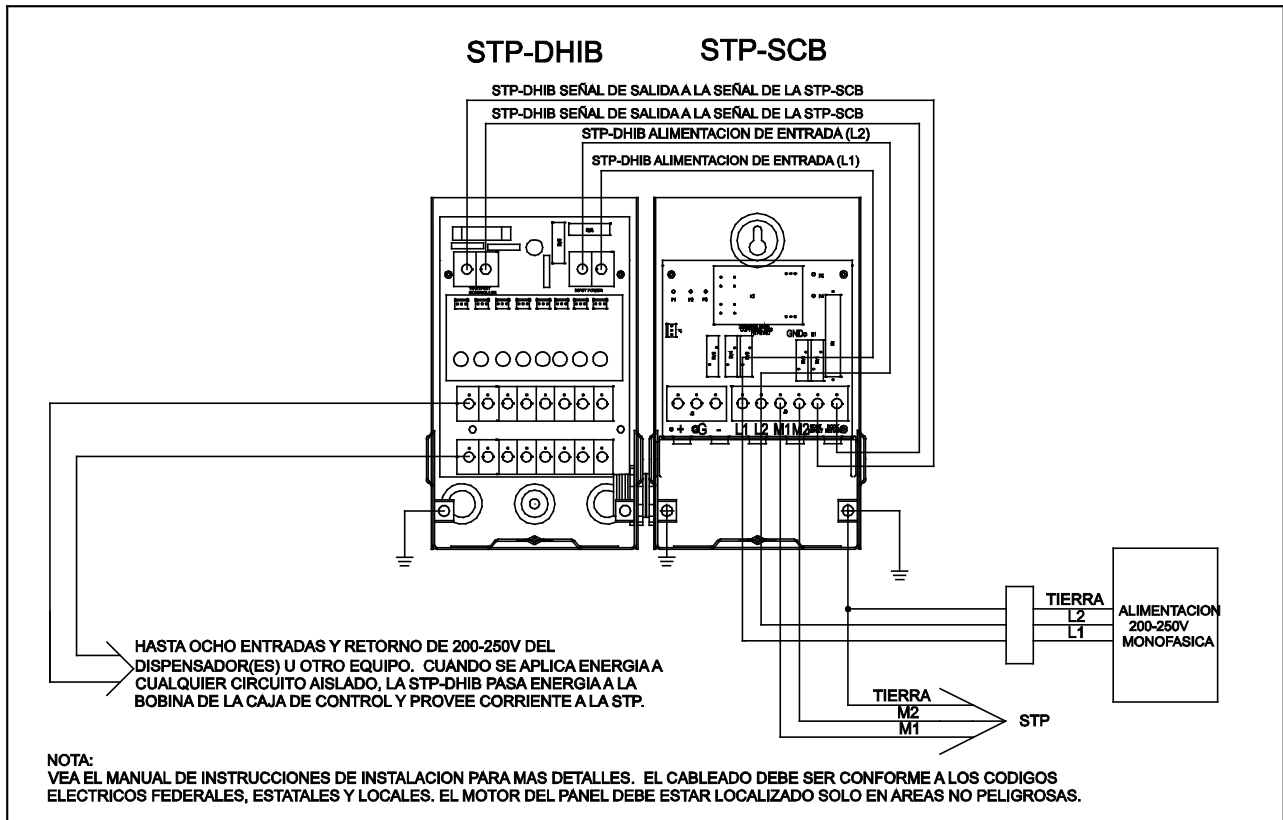 STP-DHIB
STP-SCB
STP-DHIB SEÑAL DE SALIDA A LA SEÑAL DE LA STP-SCB
STP-DHIB SEÑAL DE SALIDA A LA SEÑAL DE LA STP-SCB
STP-DHIB ALIMENTACION DE ENTRADA (L2)
STP-DHIB ALIMENTACION DE ENTRADA (L1)
INPUT POWER
GND
+ G - L1 L2 M1 M2
TIERRA
L2
L1
ALIMENTACION
200-250V
MONOFASICA
HASTA OCHO ENTRADAS Y RETORNO DE 200-250V DEL
DISPENSADOR(ES) U OTRO EQUIPO. CUANDO SE APLICA ENERGIA A
CUALQUIER CIRCUITO AISLADO, LA STP-DHIB PASA ENERGIA A LA
BOBINA DE LA CAJA DE CONTROL Y PROVEE CORRIENTE A LA STP.
TIERRA
M2
M1
STP
NOTA:
VEA EL MANUAL DE INSTRUCCIONES DE INSTALACION PARA MAS DETALLES. EL CABLEADO DEBE SER CONFORME A LOS CODIGOS
ELECTRICOS FEDERALES, ESTATALES Y LOCALES. EL MOTOR DEL PANEL DEBE ESTAR LOCALIZADO SOLO EN AREAS NO PELIGROSAS.